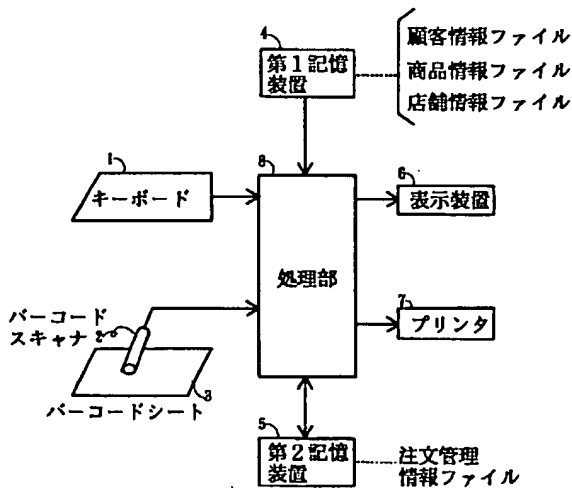 4
第1記憶
装置
顧客情報ファイル
商品情報ファイル
店舗情報ファイル
1
キーボード
8
処理部
6
表示装置
バーコード
スキャナ 2
3
バーコードシート
7
プリンタ
5
第2記憶
装置
注文管理
情報ファイル